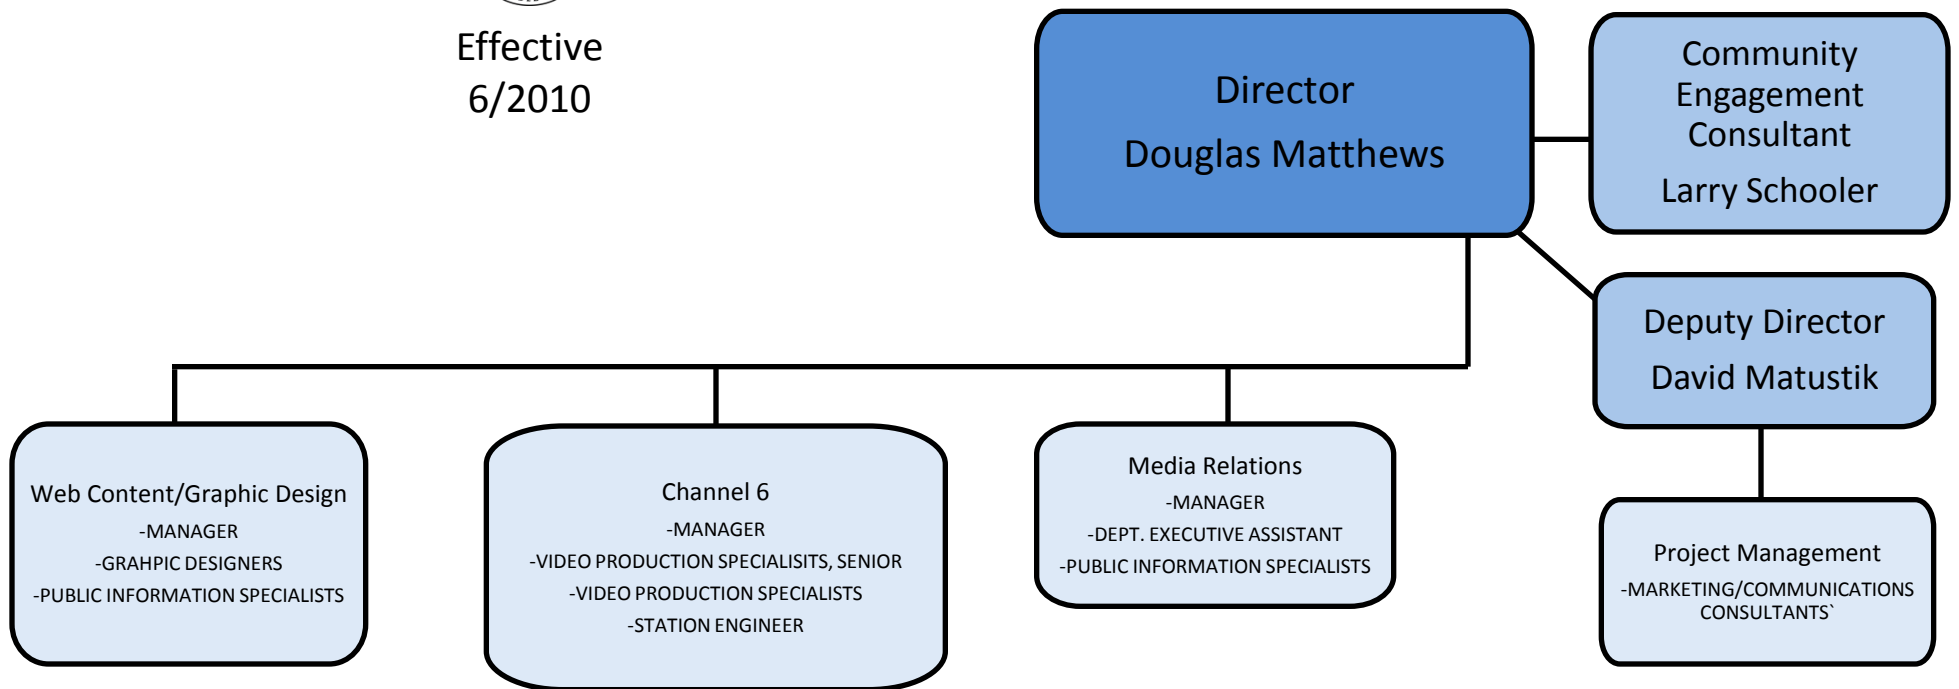 Effective
6/2010
Director
Douglas Matthews
Community
Engagement
Consultant
Larry Schooler
Deputy Director
David Matustik
Web Content/Graphic Design
-MANAGER
-GRAHPIC DESIGNERS
-PUBLIC INFORMATION SPECIALISTS
Channel 6
-MANAGER
-VIDEO PRODUCTION SPECIALISITS, SENIOR
-VIDEO PRODUCTION SPECIALISTS
-STATION ENGINEER
Media Relations
-MANAGER
-DEPT. EXECUTIVE ASSISTANT
-PUBLIC INFORMATION SPECIALISTS
Project Management
-MARKETING/COMMUNICATIONS
CONSULTANTS`